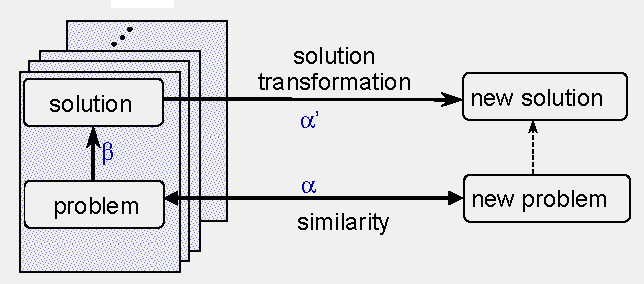 solution
transformation
solution
new solution
α’
β
α
problem
new problem
similarity